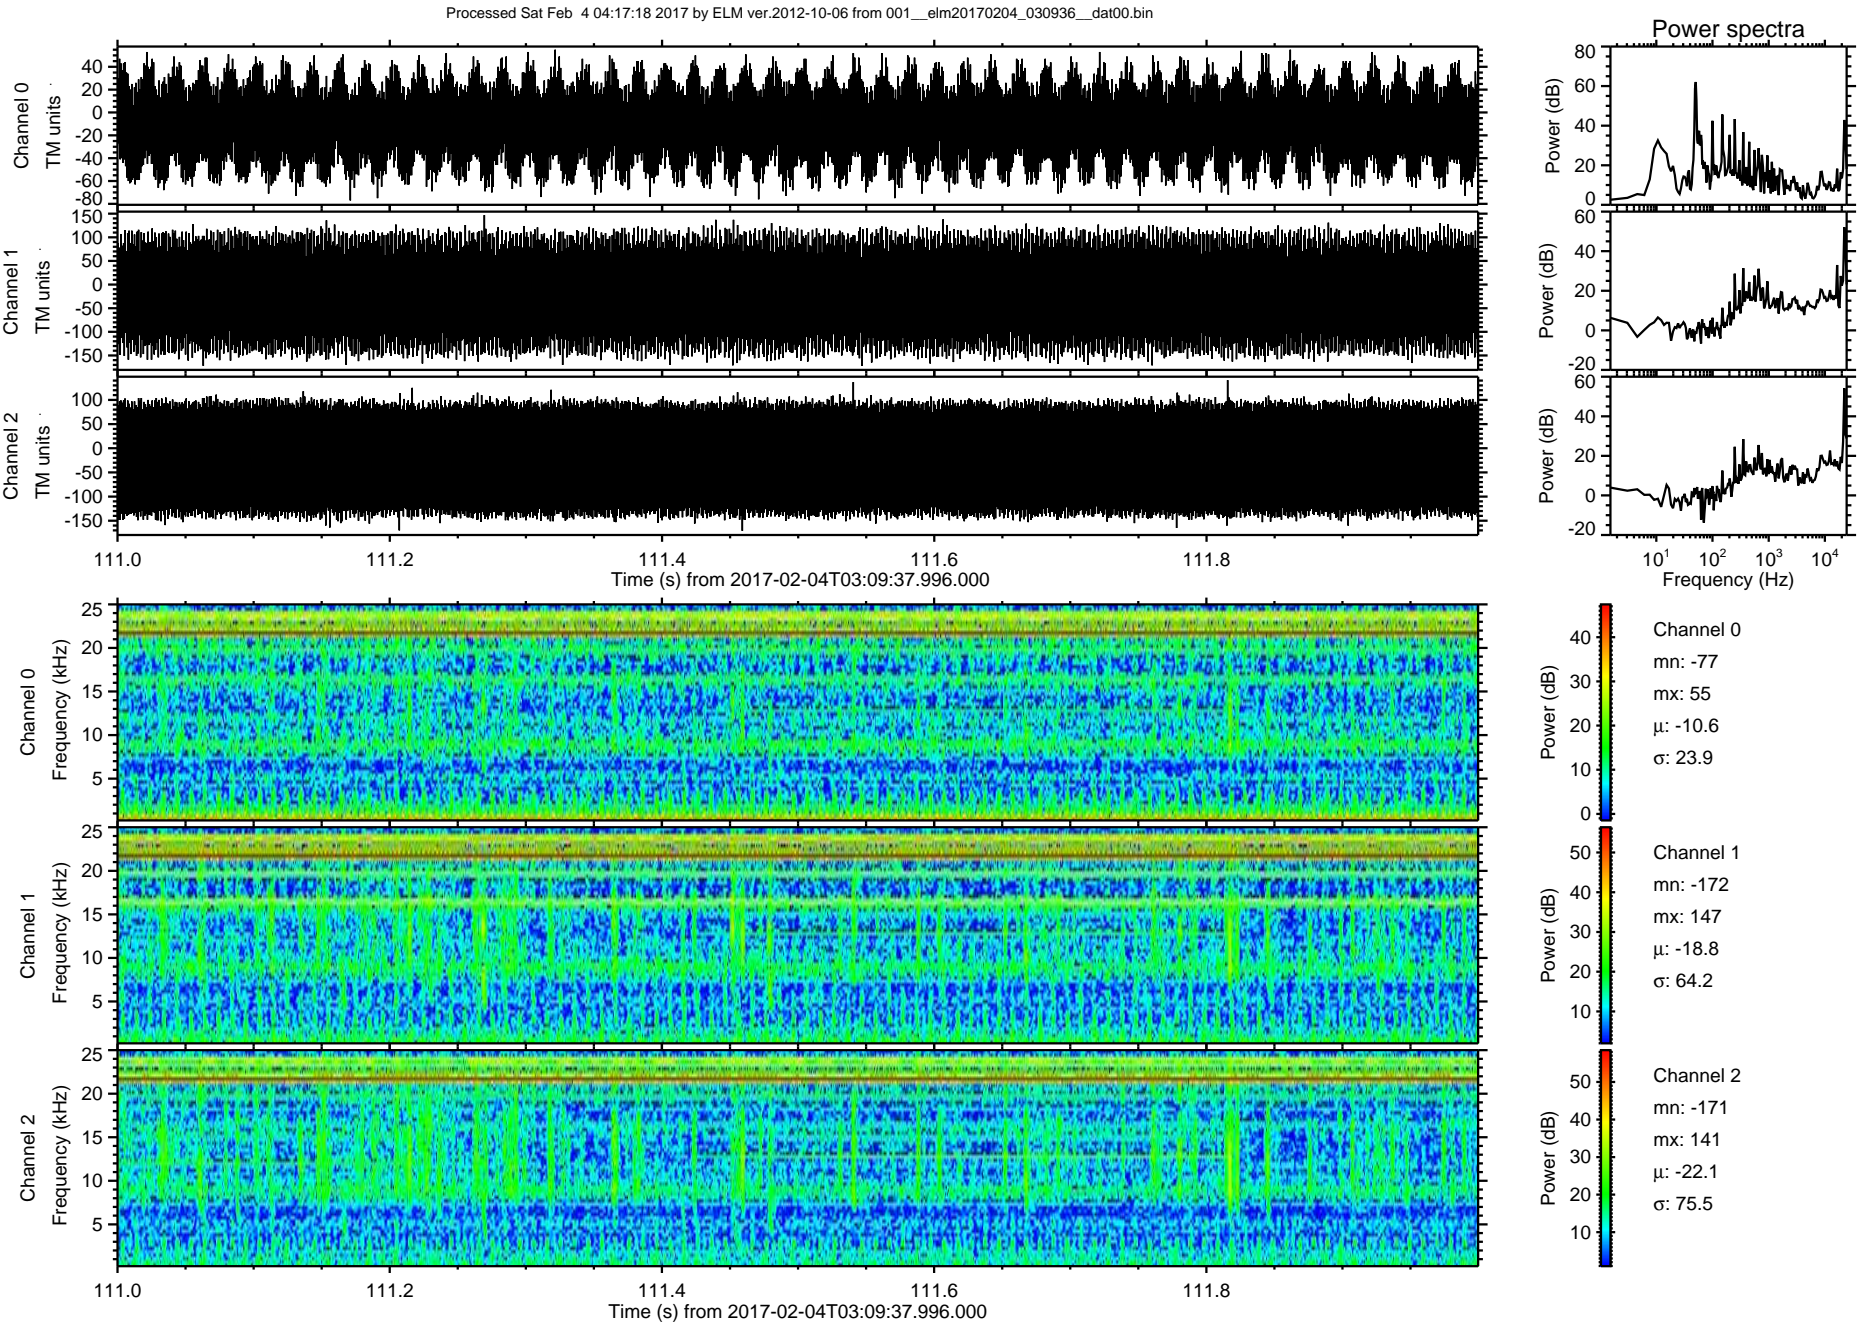 Processed Sat Feb  4 04:17:18 2017 by ELM ver.2012-10-06 from 001__elm20170204_030936__dat00.bin
Power spectra
Channel 0
TM units
40
20
0
-20
-40
-60
-80
Power (dB)
80
60
40
20
0
Channel 1
TM units
150
100
50
0
-50
-100
-150
Power (dB)
60
40
20
0
-20
Channel 2
TM units
100
50
0
-50
-100
-150
Power (dB)
60
40
20
0
-20
111.0 111.2 111.4 111.6 111.8
Time (s) from 2017-02-04T03:09:37.996.000
10¹ 10² 10³ 10⁴
Frequency (Hz)
Channel 0
Frequency (kHz)
25
20
15
10
5
Power (dB)
40
30
20
10
0
Channel 0
mn: -77
mx: 55
μ: -10.6
σ: 23.9
Channel 1
Frequency (kHz)
25
20
15
10
5
Power (dB)
50
40
30
20
10
Channel 1
mn: -172
mx: 147
μ: -18.8
σ: 64.2
Channel 2
Frequency (kHz)
25
20
15
10
5
Power (dB)
50
40
30
20
10
Channel 2
mn: -171
mx: 141
μ: -22.1
σ: 75.5
111.0 111.2 111.4 111.6 111.8
Time (s) from 2017-02-04T03:09:37.996.000